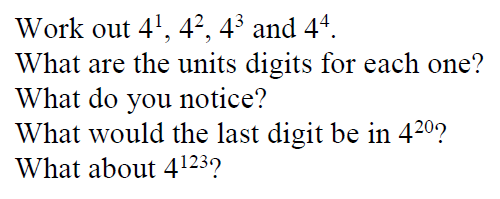 Work out 4¹, 4², 4³ and 4⁴.
What are the units digits for each one?
What do you notice?
What would the last digit be in 4²⁰?
What about 4¹²³?